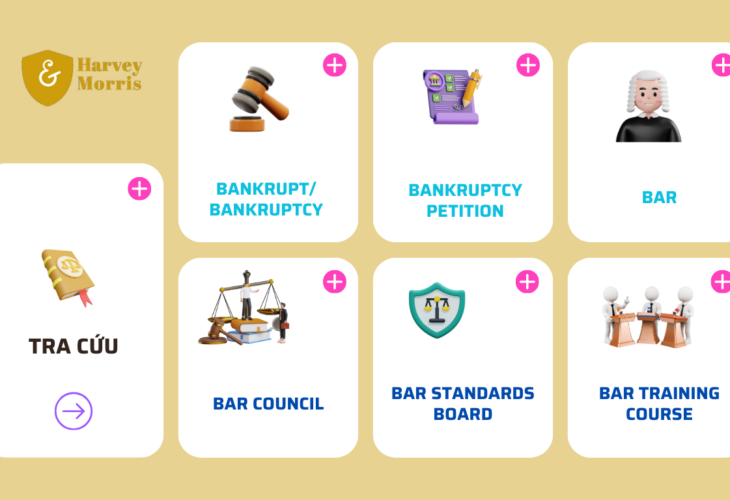 &
Harvey
Morris
BANKRUPT/
BANKRUPTCY
BANKRUPTCY
PETITION
BAR
TRA CỨU
BAR COUNCIL
BAR STANDARDS
BOARD
BAR TRAINING
COURSE